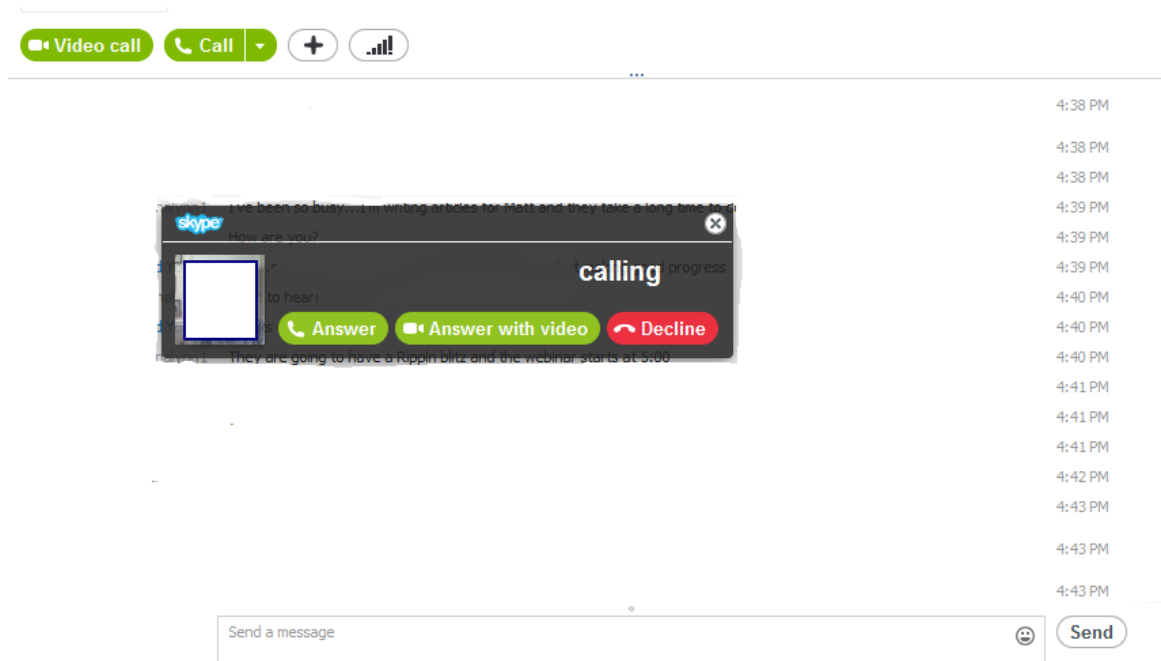 Video call Call
...
4:38 PM
4:38 PM
4:38 PM
I've been so busy...I'm writing articles for Matt and they take a long time to 4:39 PM
skype
How are you? 4:39 PM
calling progress 4:39 PM
to hear! 4:40 PM
Answer Answer with video Decline 4:40 PM
They are going to have a Rippln blitz and the webinar starts at 5:00 4:40 PM
4:41 PM
4:41 PM
4:41 PM
4:42 PM
4:43 PM
4:43 PM
4:43 PM
Send a message Send